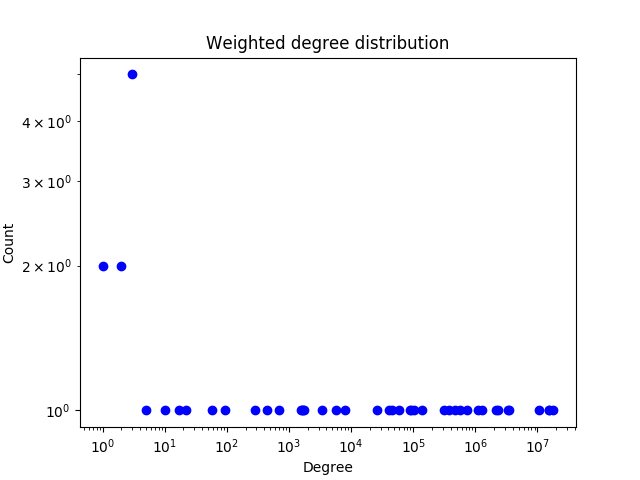 Weighted degree distribution
Count
4 × 10⁰
3 × 10⁰
2 × 10⁰
10⁰
10⁰ 10¹ 10² 10³ 10⁴ 10⁵ 10⁶ 10⁷
Degree